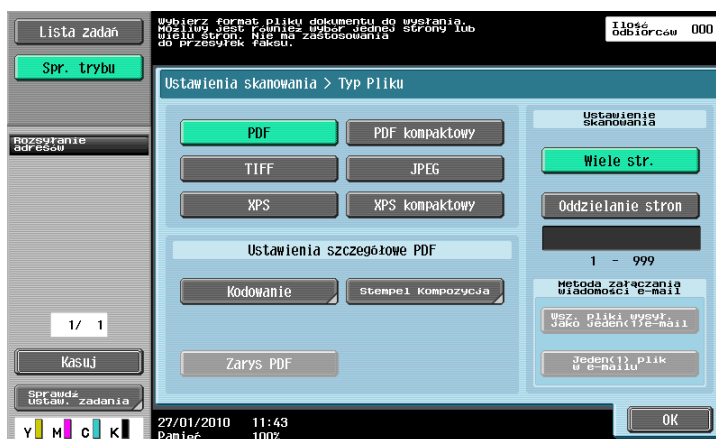 Lista zadań
Wybierz format pliku dokumentu do wysłania.
Możliwy jest również wybór jednej strony lub
wielu stron. Nie ma zastosowania
do przesyłek faksu.
Ilość
odbiorców 000
Spr. trybu
Ustawienia skanowania > Typ Pliku
Rozsyłanie
adresów
PDF
PDF kompaktowy
TIFF
JPEG
XPS
XPS kompaktowy
Ustawienie
skanowania
Wiele str.
Oddzielanie stron
1 - 999
Ustawienia szczegółowe PDF
Kodowanie
Stempel Kompozycja
Zarys PDF
Metoda załączania
wiadomości e-mail
Wsz. pliki wysył.
jako jeden(1)e-mail
Jeden(1) plik
w e-mailu
1/ 1
Kasuj
Sprawdź
ustaw. zadania
Y M C K
27/01/2010 11:43
Pamięć 100%
OK